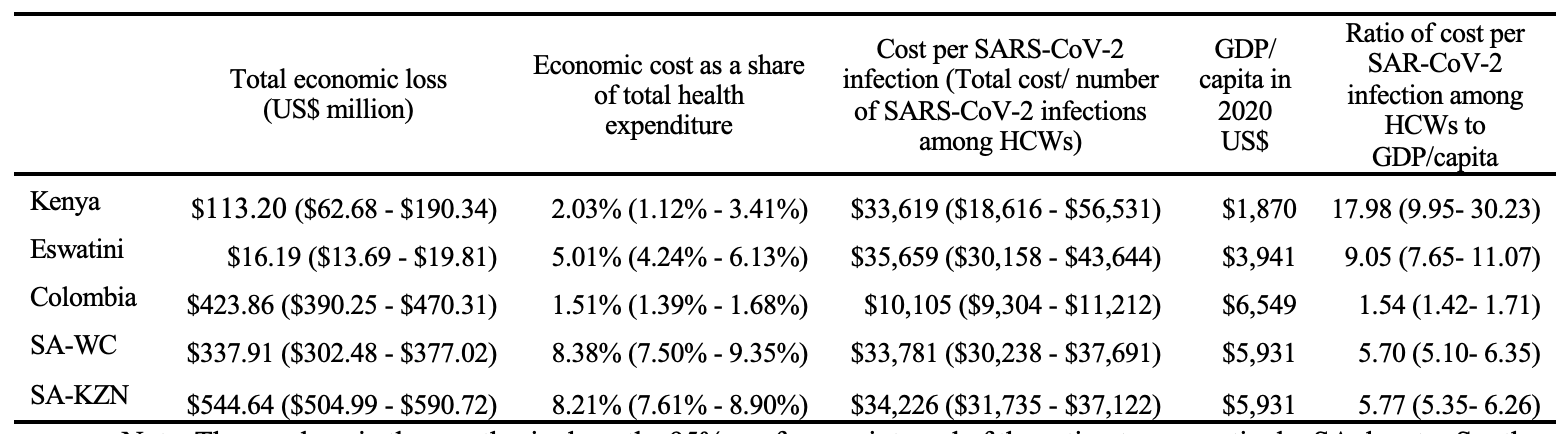 Total economic loss
(US$ million)
Economic cost as a share
of total health
expenditure
Cost per SARS-CoV-2
infection (Total cost/ number
of SARS-CoV-2 infections
among HCWs)
GDP/
capita in
2020
US$
Ratio of cost per
SAR-CoV-2
infection among
HCWs to
GDP/capita
Kenya $113.20 ($62.68 - $190.34) 2.03% (1.12% - 3.41%) $33,619 ($18,616 - $56,531) $1,870 17.98 (9.95- 30.23)
Eswatini $16.19 ($13.69 - $19.81) 5.01% (4.24% - 6.13%) $35,659 ($30,158 - $43,644) $3,941 9.05 (7.65- 11.07)
Colombia $423.86 ($390.25 - $470.31) 1.51% (1.39% - 1.68%) $10,105 ($9,304 - $11,212) $6,549 1.54 (1.42- 1.71)
SA-WC $337.91 ($302.48 - $377.02) 8.38% (7.50% - 9.35%) $33,781 ($30,238 - $37,691) $5,931 5.70 (5.10- 6.35)
SA-KZN $544.64 ($504.99 - $590.72) 8.21% (7.61% - 8.90%) $34,226 ($31,735 - $37,122) $5,931 5.77 (5.35- 6.26)